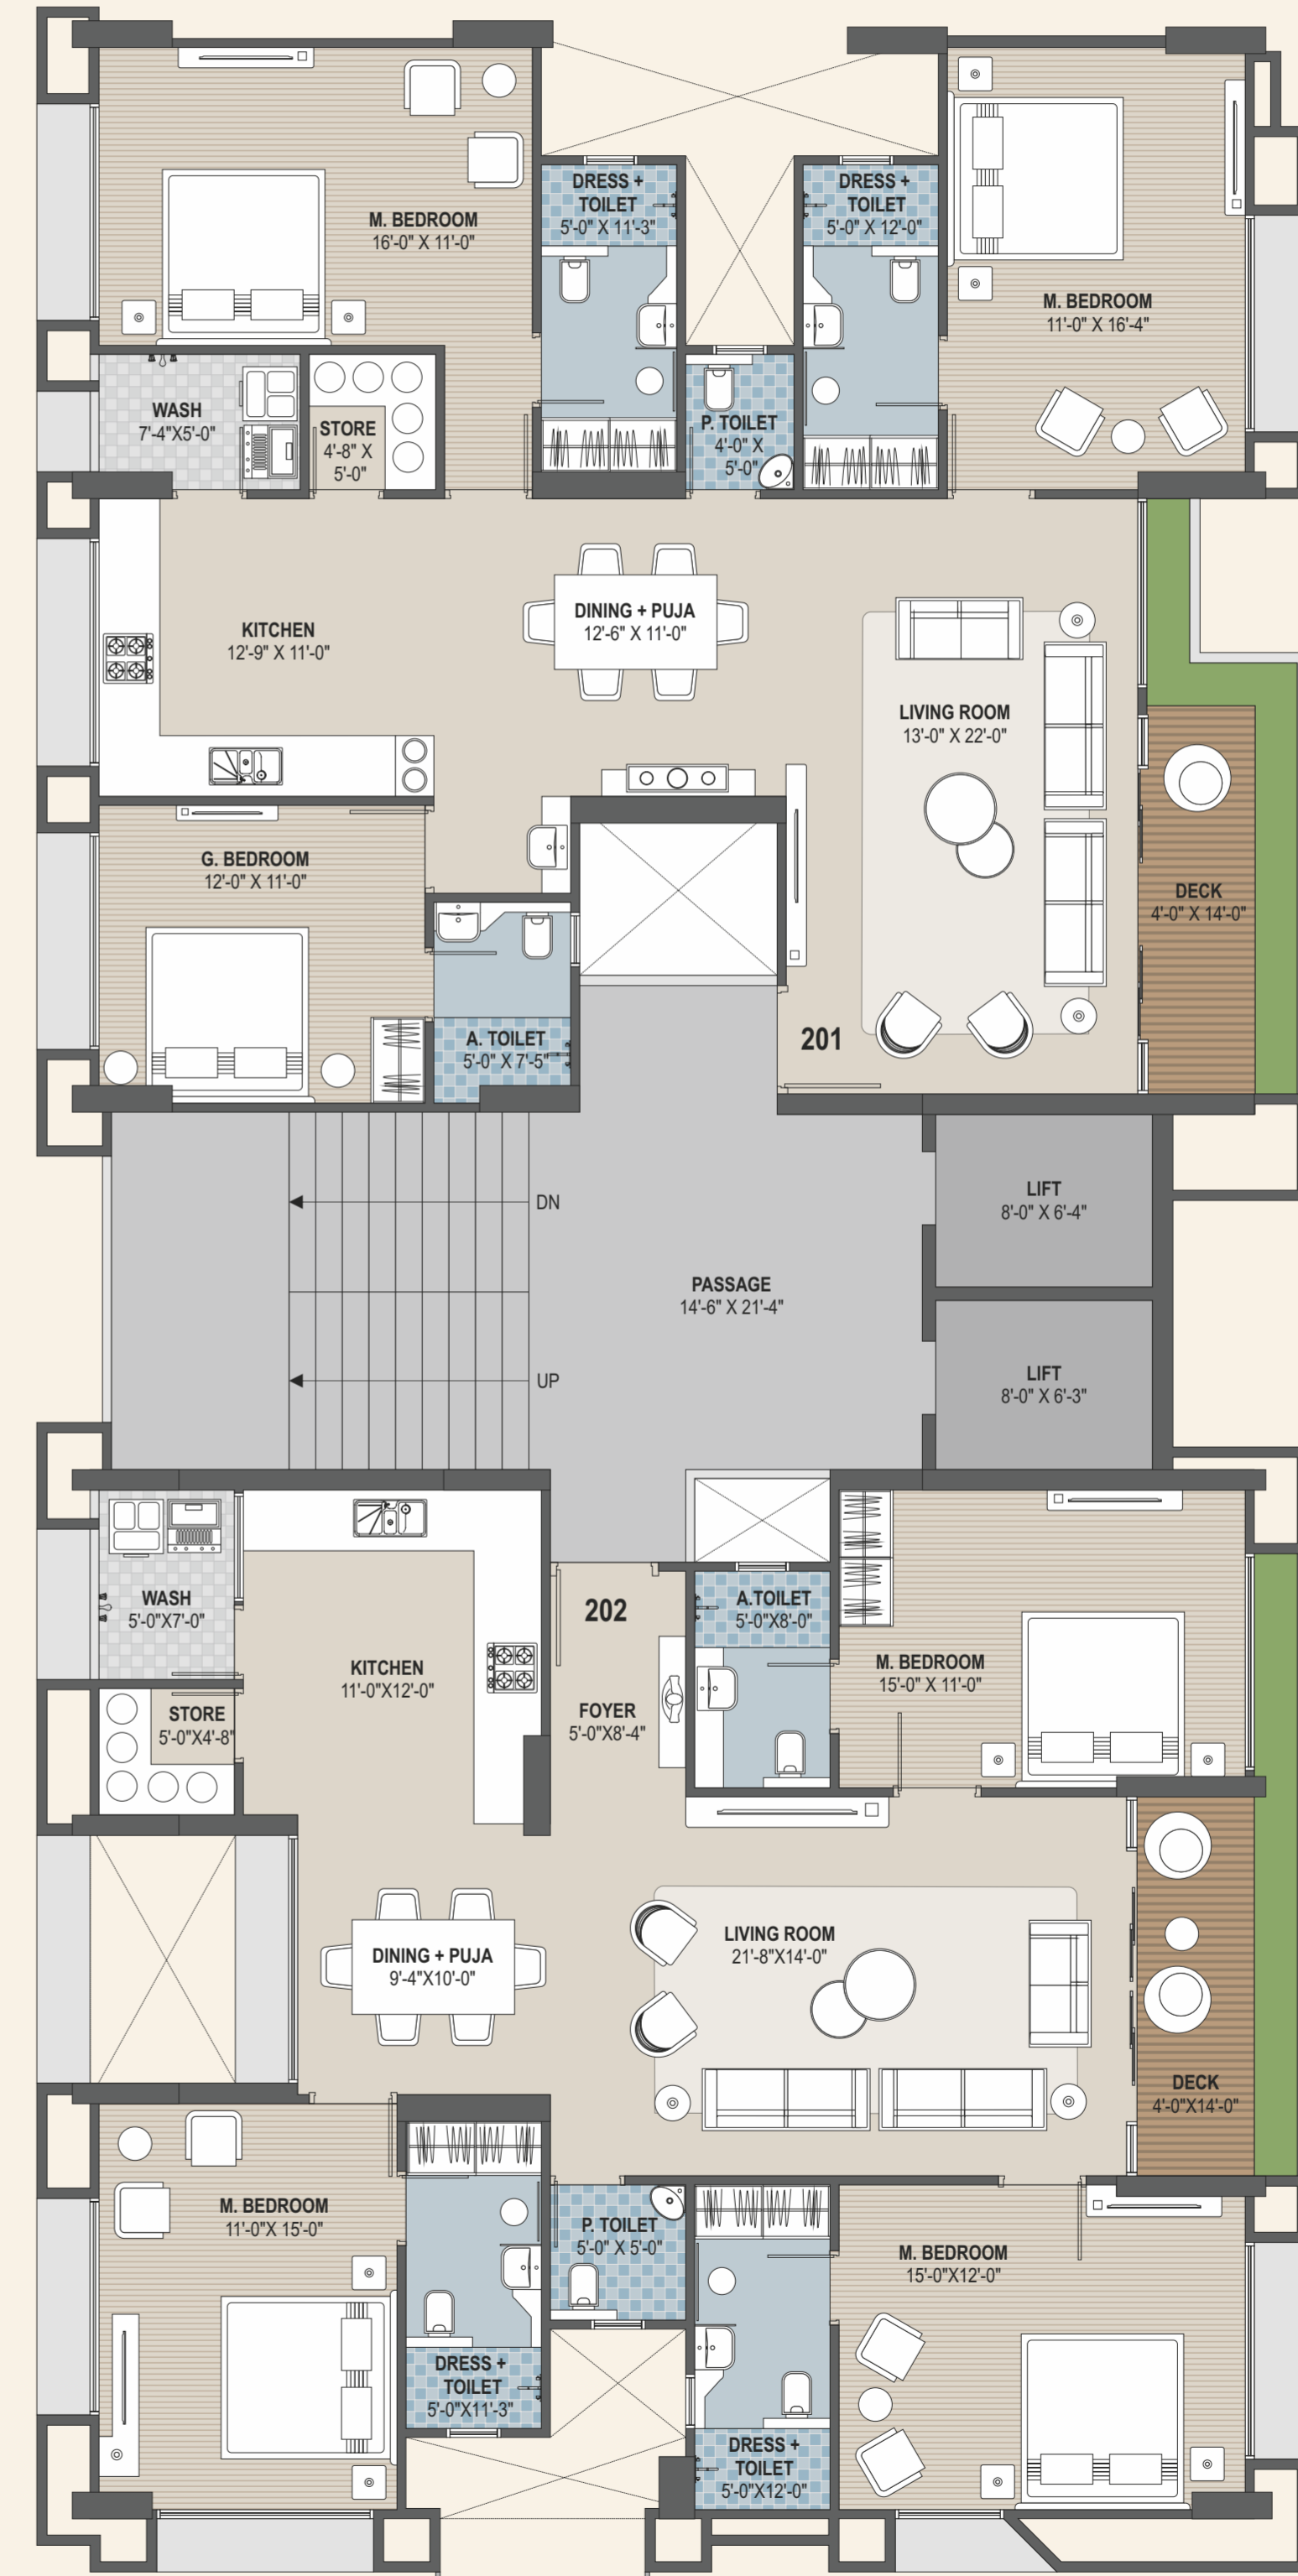 DRESS +
TOILET
5'-0" X 11'-3"
DRESS +
TOILET
5'-0" X 12'-0"
M. BEDROOM
16'-0" X 11'-0"
M. BEDROOM
11'-0" X 16'-4"
WASH
7'-4"X5'-0"
STORE
4'-8" X
5'-0"
P. TOILET
4'-0" X
5'-0"
KITCHEN
12'-9" X 11'-0"
DINING + PUJA
12'-6" X 11'-0"
LIVING ROOM
13'-0" X 22'-0"
G. BEDROOM
12'-0" X 11'-0"
DECK
4'-0" X 14'-0"
A. TOILET
5'-0" X 7'-5"
201
LIFT
8'-0" X 6'-4"
DN
PASSAGE
14'-6" X 21'-4"
UP
LIFT
8'-0" X 6'-3"
WASH
5'-0"X7'-0"
202
A.TOILET
5'-0"X8'-0"
KITCHEN
11'-0"X12'-0"
M. BEDROOM
15'-0" X 11'-0"
STORE
5'-0"X4'-8"
FOYER
5'-0"X8'-4"
DINING + PUJA
9'-4"X10'-0"
LIVING ROOM
21'-8"X14'-0"
DECK
4'-0"X14'-0"
M. BEDROOM
11'-0"X 15'-0"
P. TOILET
5'-0" X 5'-0"
M. BEDROOM
15'-0"X12'-0"
DRESS +
TOILET
5'-0"X11'-3"
DRESS +
TOILET
5'-0"X12'-0"